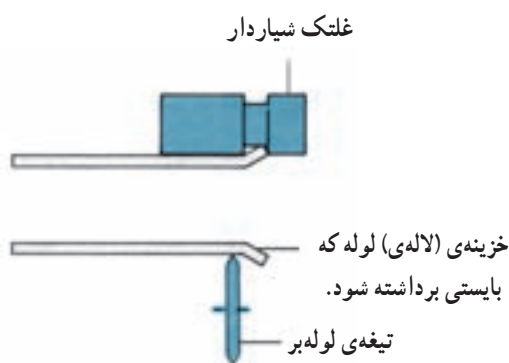 غلتک شیاردار
خزینه‌ی (لاله‌ی) لوله که
بایستی برداشته شود.
تیغه‌ی لوله‌بر